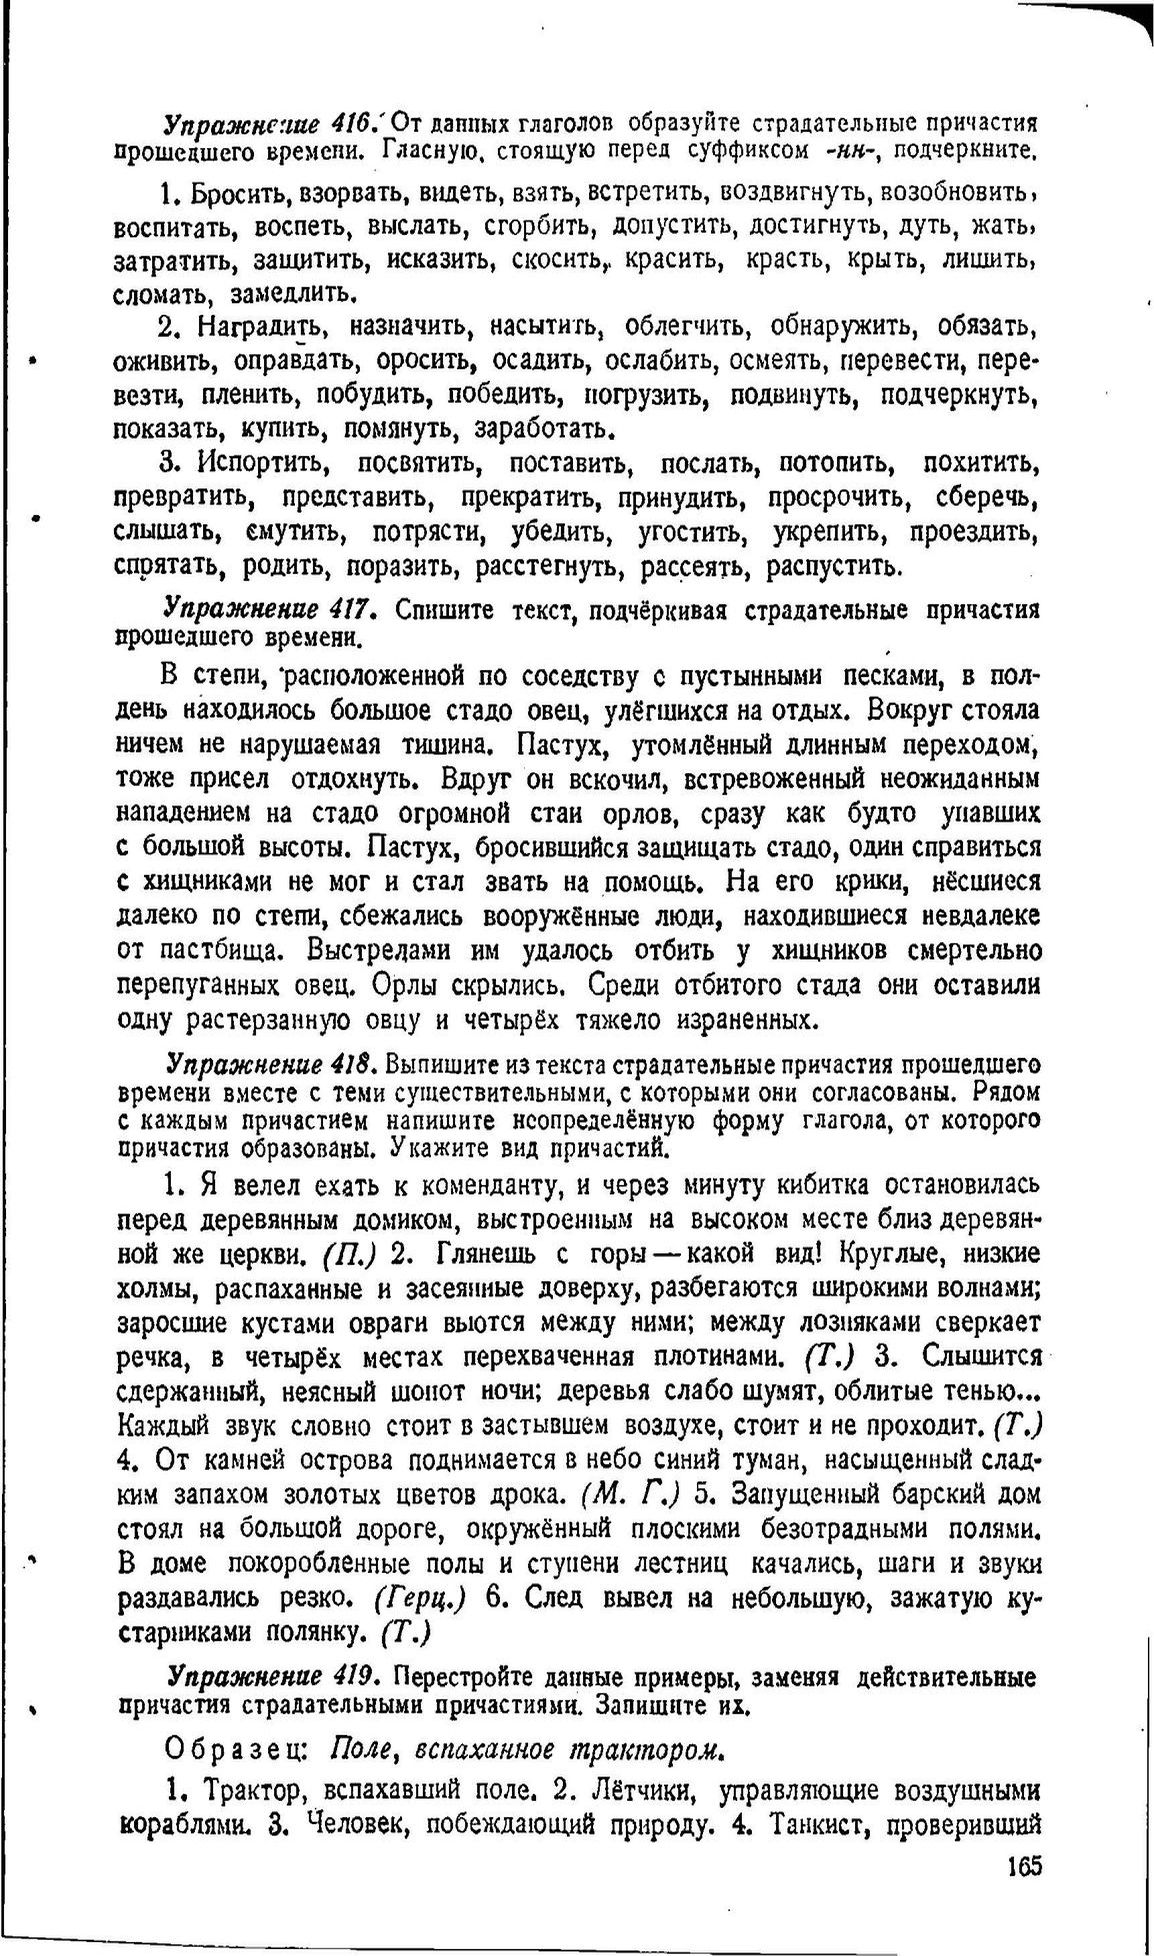 Упражнение 416. От данных глаголов образуйте страдательные причастия
прошедшего времени. Гласную, стоящую перед суффиксом -нн-, подчеркните.
1. Бросить, взорвать, видеть, взять, встретить, воздвигнуть, возобновить,
воспитать, воспеть, выслать, сгорбить, допустить, достигнуть, дуть, жать,
затратить, защитить, исказить, скосить, красить, красть, крыть, лишить,
сломать, замедлить.
2. Наградить, назначить, насытить, облегчить, обнаружить, обязать,
оживить, оправдать, оросить, осадить, ослабить, осмеять, перевести, пере-
везти, пленить, побудить, победить, погрузить, подвинуть, подчеркнуть,
показать, купить, помянуть, заработать.
3. Испортить, посвятить, поставить, послать, потопить, похитить,
превратить, представить, прекратить, принудить, просрочить, сберечь,
слышать, смутить, потрясти, убедить, угостить, укрепить, проездить,
спрятать, родить, поразить, расстегнуть, рассеять, распустить.
Упражнение 417. Спишите текст, подчёркивая страдательные причастия
прошедшего времени.
В степи, расположенной по соседству с пустынными песками, в пол-
день находилось большое стадо овец, улёгшихся на отдых. Вокруг стояла
ничем не нарушаемая тишина. Пастух, утомлённый длинным переходом,
тоже присел отдохнуть. Вдруг он вскочил, встревоженный неожиданным
нападением на стадо огромной стаи орлов, сразу как будто упавших
с большой высоты. Пастух, бросившийся защищать стадо, один справиться
с хищниками не мог и стал звать на помощь. На его крики, нёсшиеся
далеко по степи, сбежались вооружённые люди, находившиеся невдалеке
от пастбища. Выстрелами им удалось отбить у хищников смертельно
перепуганных овец. Орлы скрылись. Среди отбитого стада они оставили
одну растерзанную овцу и четырёх тяжело израненных.
Упражнение 418. Выпишите из текста страдательные причастия прошедшего
времени вместе с теми существительными, с которыми они согласованы. Рядом
с каждым причастием напишите неопределённую форму глагола, от которого
причастия образованы. Укажите вид причастий.
1. Я велел ехать к коменданту, и через минуту кибитка остановилась
перед деревянным домиком, выстроенным на высоком месте близ деревян-
ной же церкви. (П.) 2. Глянешь с горы — какой вид! Круглые, низкие
холмы, распаханные и засеянные доверху, разбегаются широкими волнами;
заросшие кустами овраги вьются между ними; между лозняками сверкает
речка, в четырёх местах перехваченная плотинами. (Т.) 3. Слышится
сдержанный, неясный шопот ночи; деревья слабо шумят, облитые тенью...
Каждый звук словно стоит в застывшем воздухе, стоит и не проходит. (Т.)
4. От камней острова поднимается в небо синий туман, насыщенный слад-
ким запахом золотых цветов дрока. (М. Г.) 5. Запущенный барский дом
стоял на большой дороге, окружённый плоскими безотрадными полями.
В доме покоробленные полы и ступени лестниц качались, шаги и звуки
раздавались резко. (Герц.) 6. След вывел на небольшую, зажатую ку-
старниками полянку. (Т.)
Упражнение 419. Перестройте данные примеры, заменяя действительные
причастия страдательными причастиями. Запишите их.
Образец: Поле, вспаханное трактором.
1. Трактор, вспахавший поле. 2. Лётчики, управляющие воздушными
кораблями. 3. Человек, побеждающий природу. 4. Танкист, проверивший
165